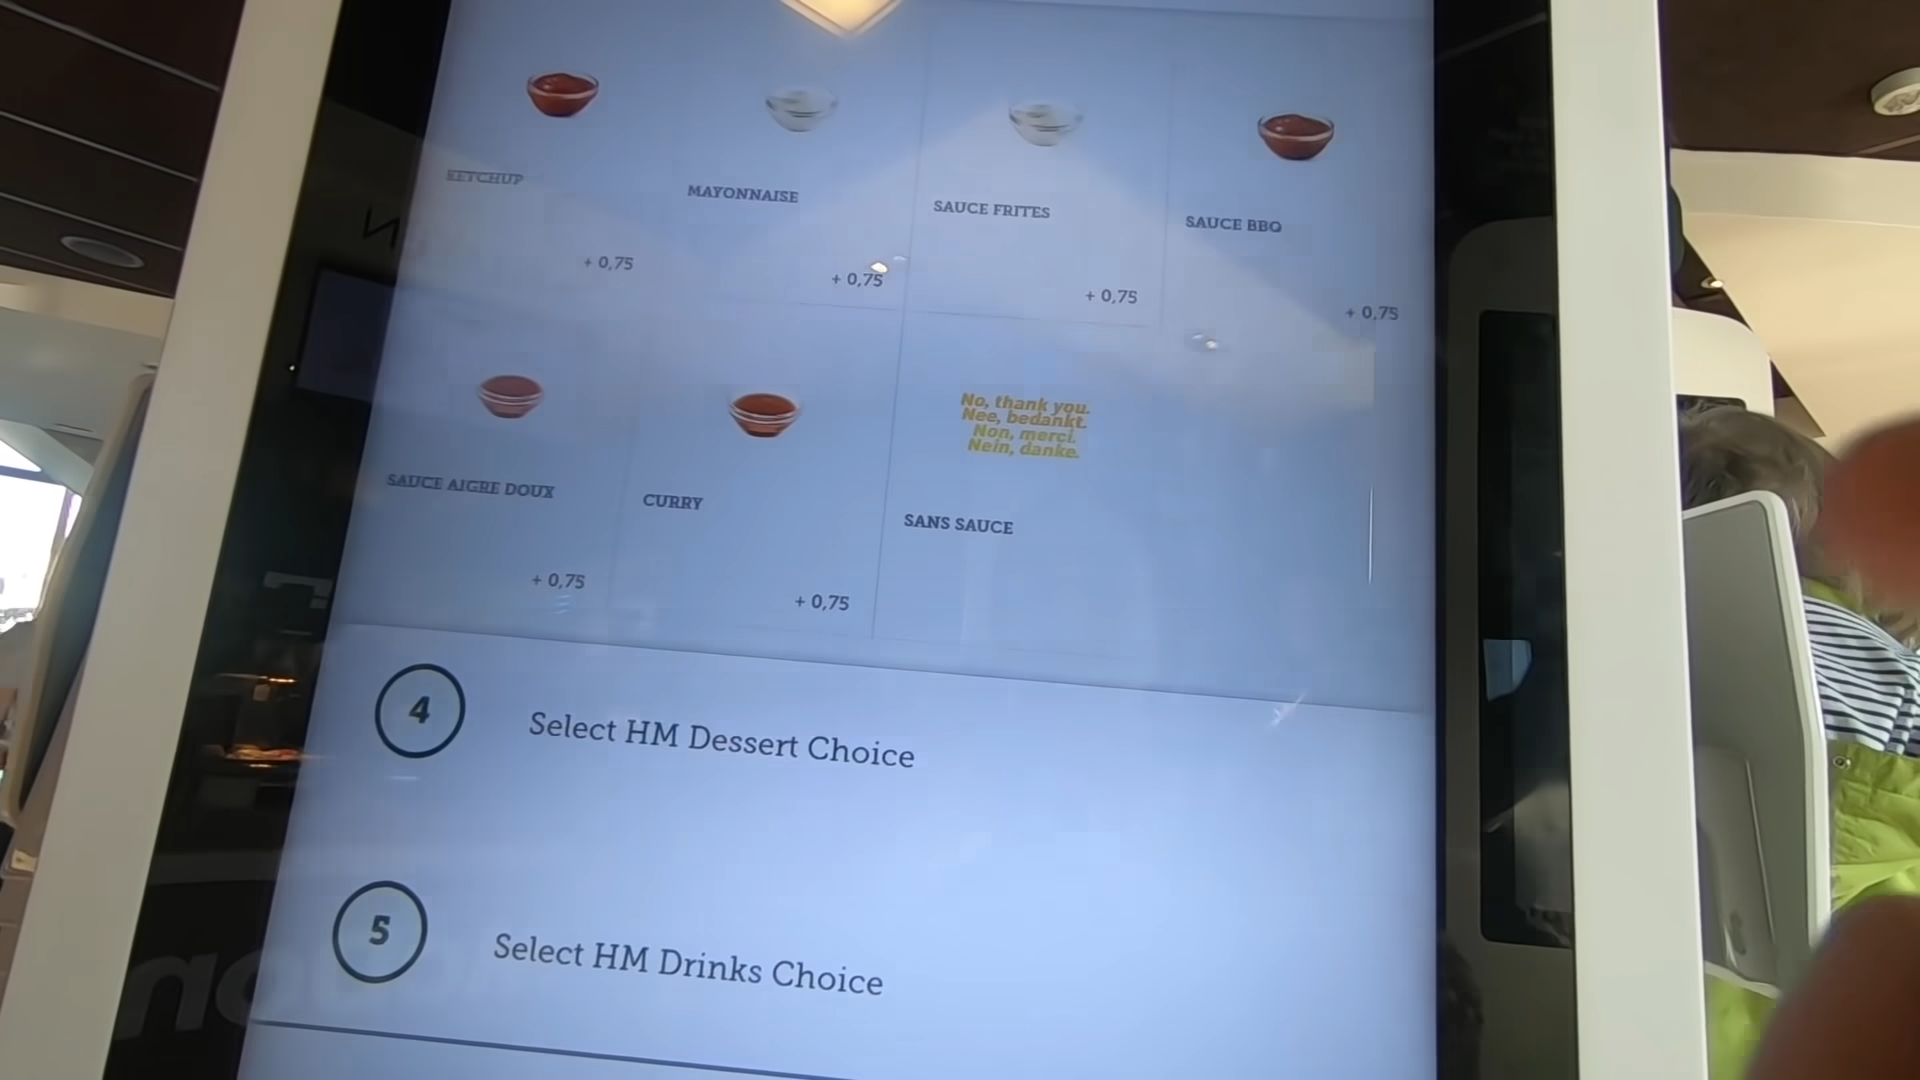 KETCHUP
MAYONNAISE
SAUCE FRITES
SAUCE BBQ
+ 0,75
+ 0,75
+ 0,75
+ 0,75
No, thank you.
Nee, bedankt.
Non, merci.
Nein, danke.
SAUCE AIGRE DOUX
CURRY
SANS SAUCE
+ 0,75
+ 0,75
4
Select HM Dessert Choice
5
Select HM Drinks Choice